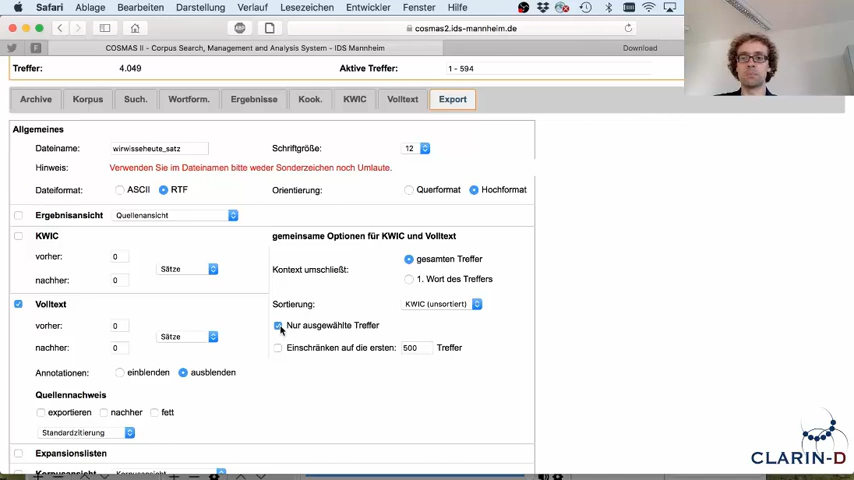 Safari Ablage Bearbeiten Darstellung Verlauf Lesezeichen Entwickler Fenster Hilfe
cosmas2.ids-mannheim.de
COSMAS II - Corpus Search, Management and Analysis System - IDS Mannheim Download
Treffer: 4.049 Aktive Treffer: 1 - 594
Archive Korpus Such. Wortform. Ergebnisse Kook. KWIC Volltext Export
Allgemeines
Dateiname: wirwisseheute_satz Schriftgröße: 12
Hinweis: Verwenden Sie im Dateinamen bitte weder Sonderzeichen noch Umlaute.
Dateiformat: ASCII RTF Orientierung: Querformat Hochformat
Ergebnisansicht Quellenansicht
KWIC gemeinsame Optionen für KWIC und Volltext
vorher: 0 gesamten Treffer
Sätze Kontext umschließt:
nachher: 0 1. Wort des Treffers
Volltext Sortierung: KWIC (unsortiert)
vorher: 0 Nur ausgewählte Treffer
Sätze
nachher: 0 Einschränken auf die ersten: 500 Treffer
Annotationen: einblenden ausblenden
Quellennachweis
exportieren nachher fett
Standardzitierung
Expansionslisten
Korpusansicht Korpusansicht
CLARIN-D